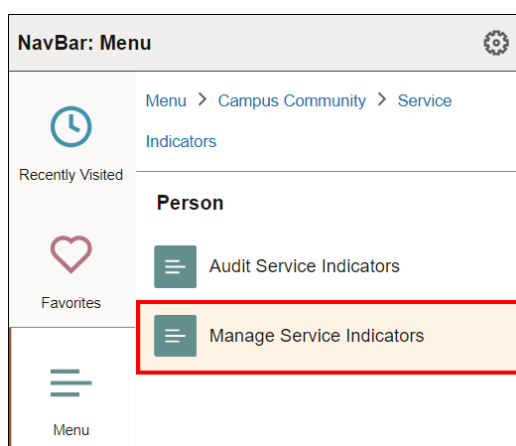 NavBar: Menu
Menu > Campus Community > Service
Indicators
Recently Visited
Person
Audit Service Indicators
Favorites
Manage Service Indicators
Menu